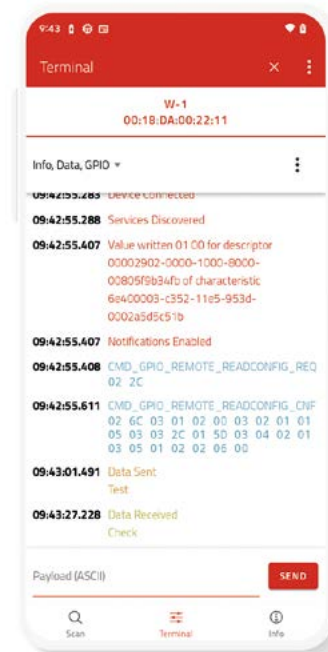 9:43
Terminal
W-1
00:18:DA:00:22:11
Info, Data, GPIO
09:42:55.283 Device Connected
09:42:55.288 Services Discovered
09:42:55.407 Value written 01 00 for descriptor
00002902-0000-1000-8000-
00805f9b34fb of characteristic
6e400003-c352-11e5-953d-
0002a5d5c51b
09:42:55.407 Notifications Enabled
09:42:55.408 CMD_GPIO_REMOTE_READCONFIG_REQ
02 2C
09:42:55.611 CMD_GPIO_REMOTE_READCONFIG_CNF
02 6C 03 01 02 00 03 02 01 01
05 03 03 2C 01 5D 03 04 02 01
03 05 01 02 02 06 00
09:43:01.491 Data Sent
Test
09:43:27.228 Data Received
Check
Payload (ASCII)
SEND
Scan Terminal Info